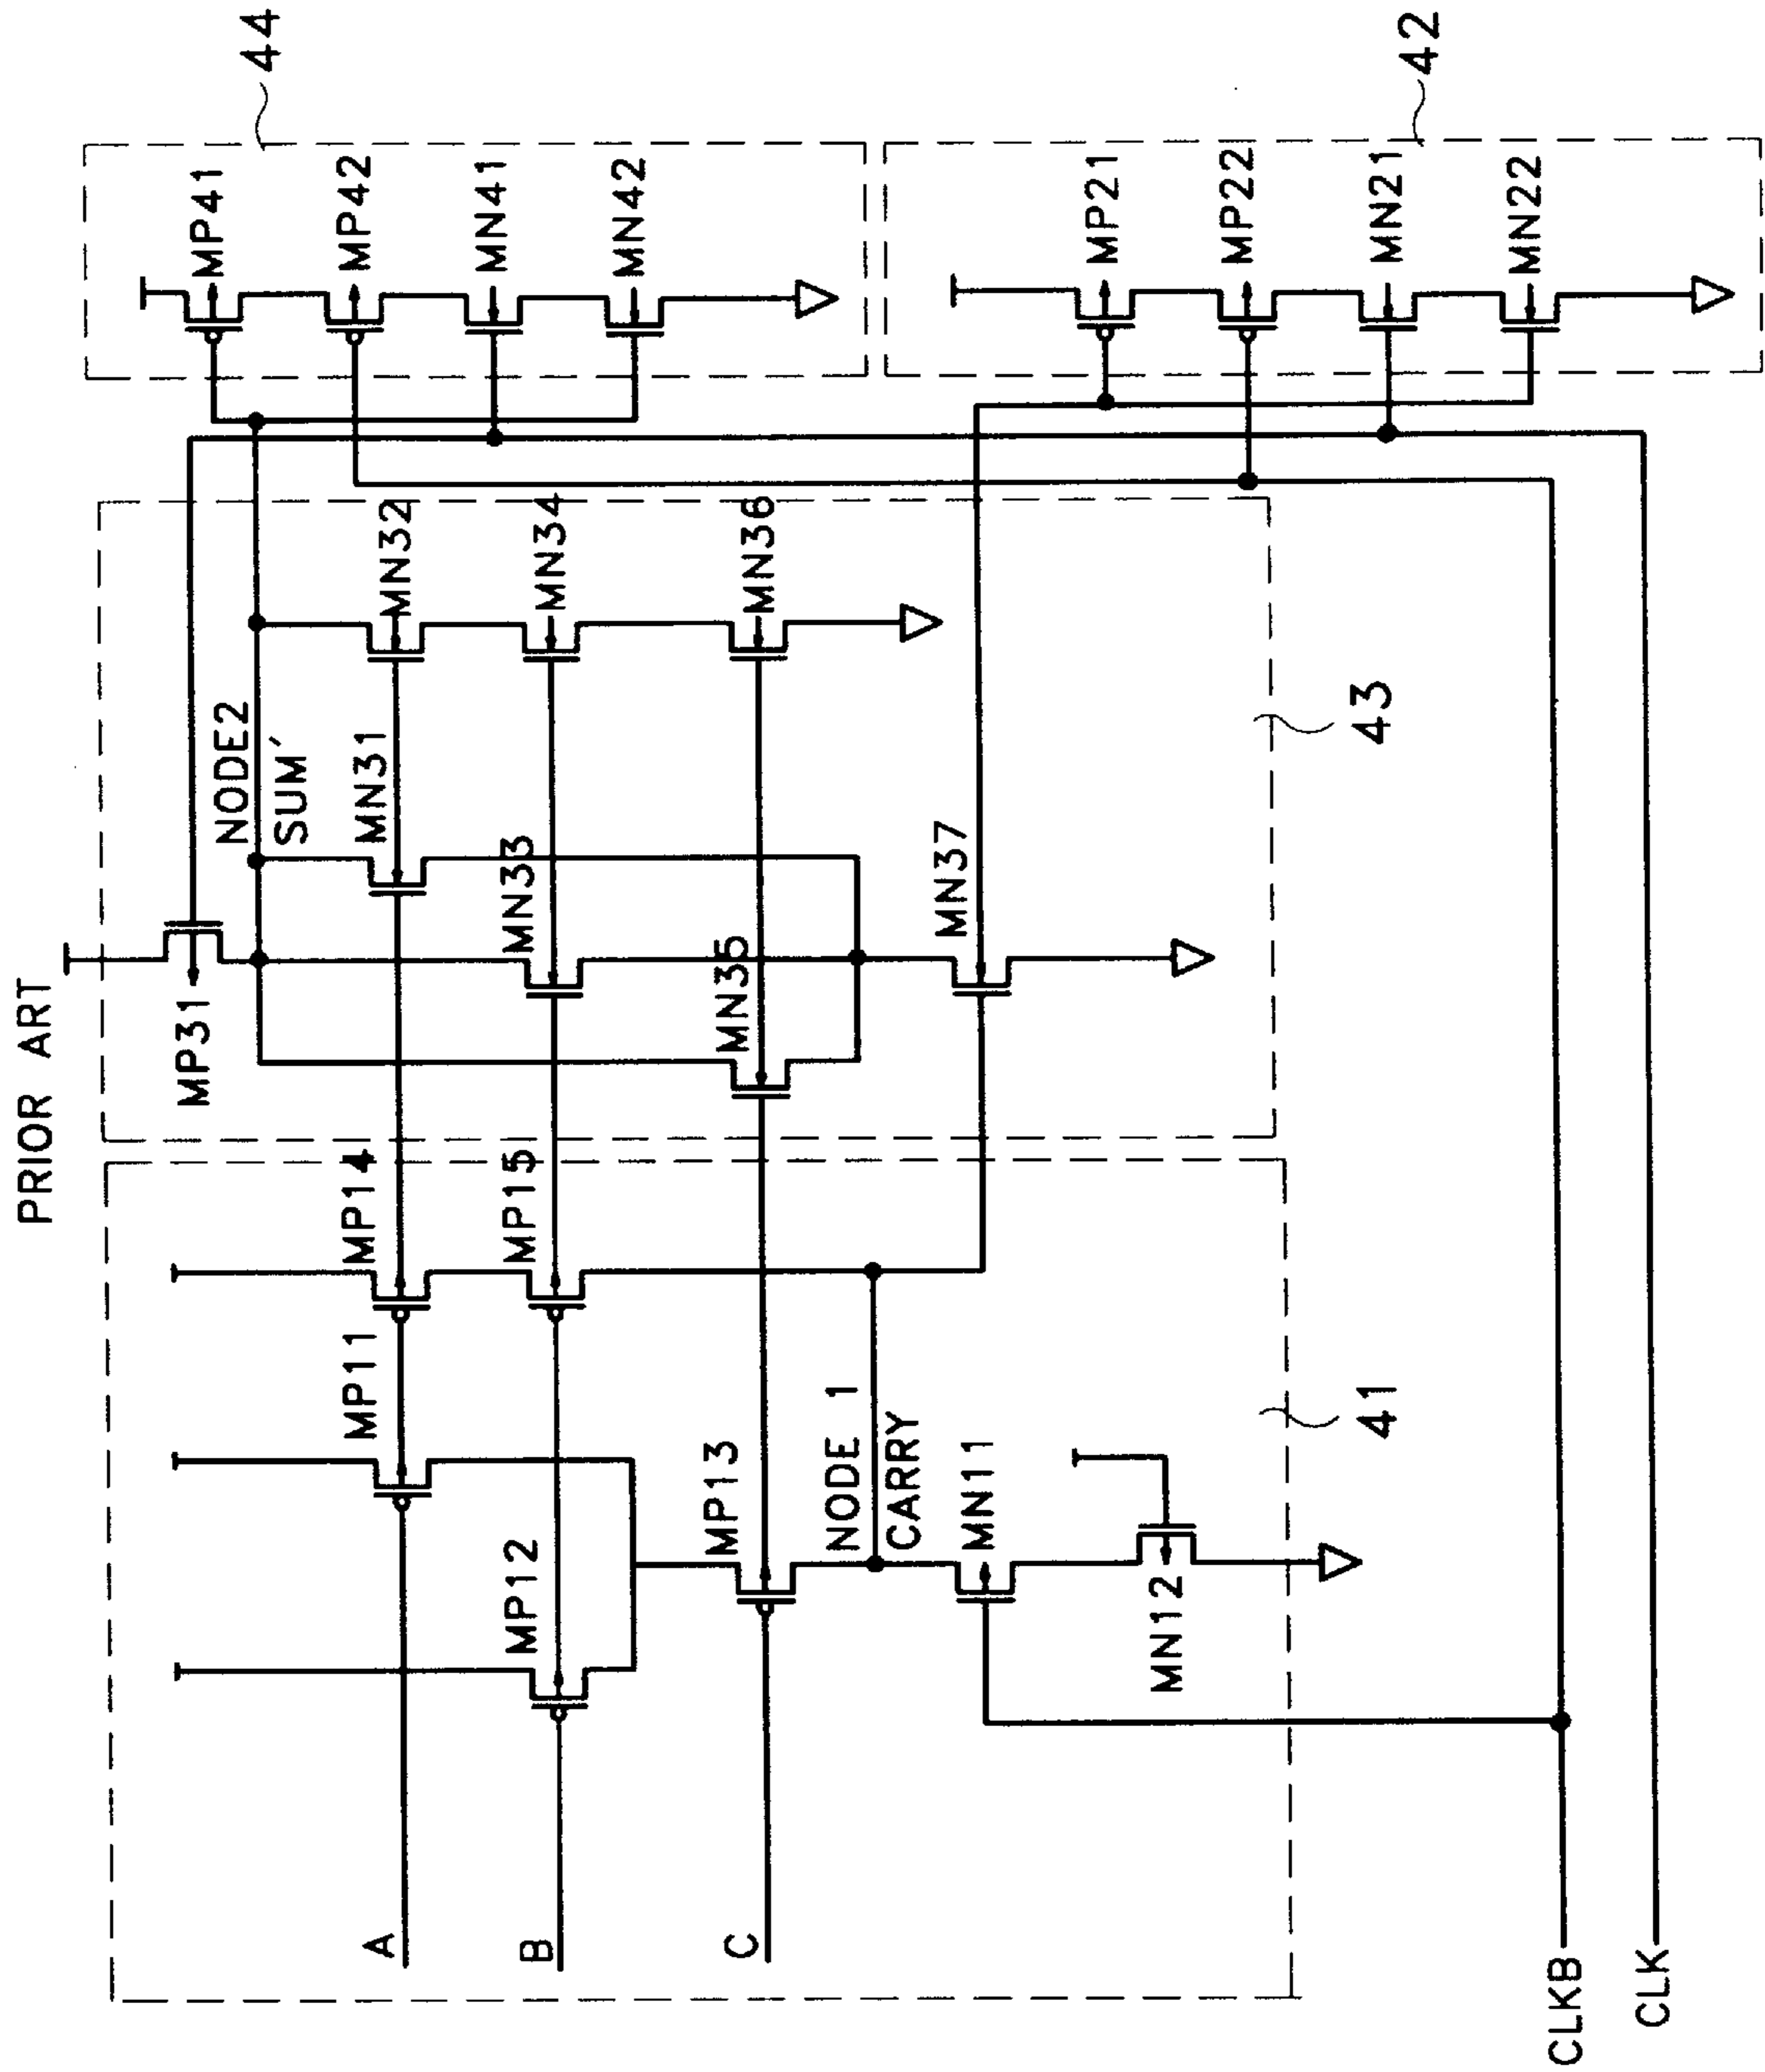 PRIOR ART
A
B
C
CLKB
CLK
MP11
MP12
MP13
MP14
MP15
NODE 1
CARRY
MN11
MN12
41
MP31
NODE2
SUM′
MN31
MN32
MN33
MN34
MN35
MN36
MN37
43
MP41
MP42
MN41
MN42
44
MP21
MP22
MN21
MN22
42